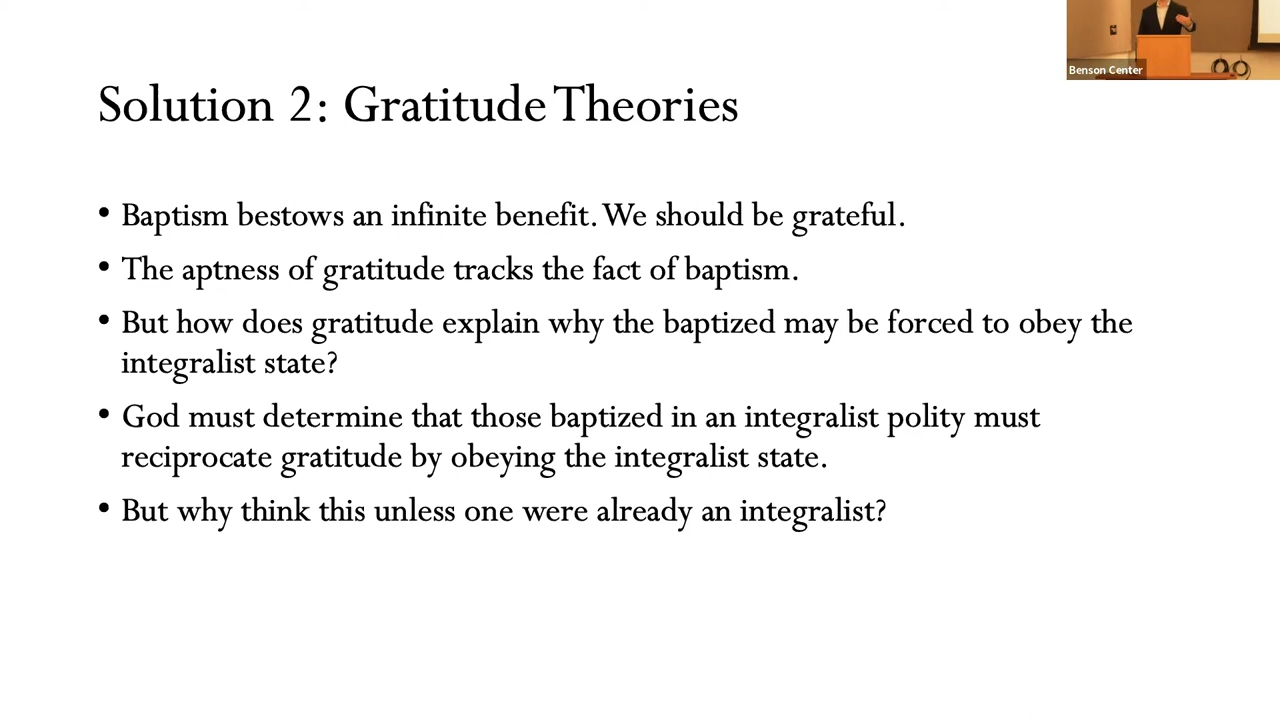 Benson Center
Solution 2: Gratitude Theories
• Baptism bestows an infinite benefit. We should be grateful.
• The aptness of gratitude tracks the fact of baptism.
• But how does gratitude explain why the baptized may be forced to obey the
integralist state?
• God must determine that those baptized in an integralist polity must
reciprocate gratitude by obeying the integralist state.
• But why think this unless one were already an integralist?